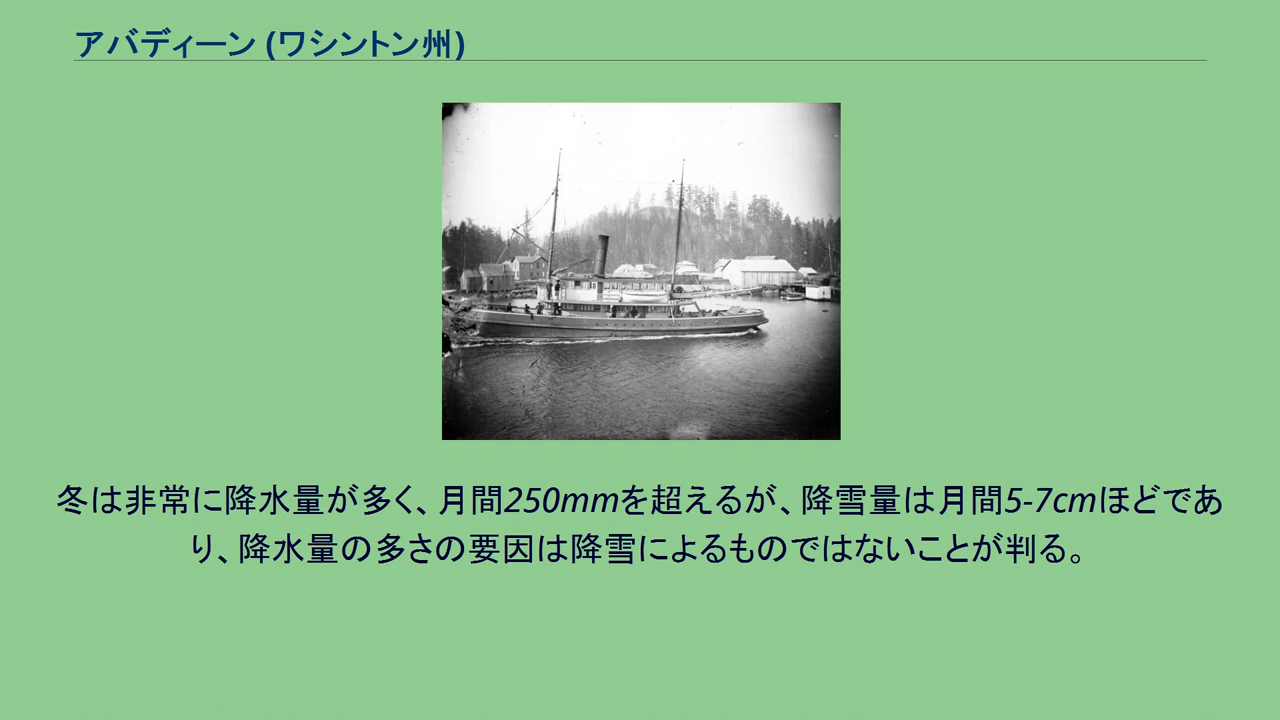 アバディーン (ワシントン州)
冬は非常に降水量が多く、月間250mmを超えるが、降雪量は月間5-7cmほどであ
り、降水量の多さの要因は降雪によるものではないことが判る。